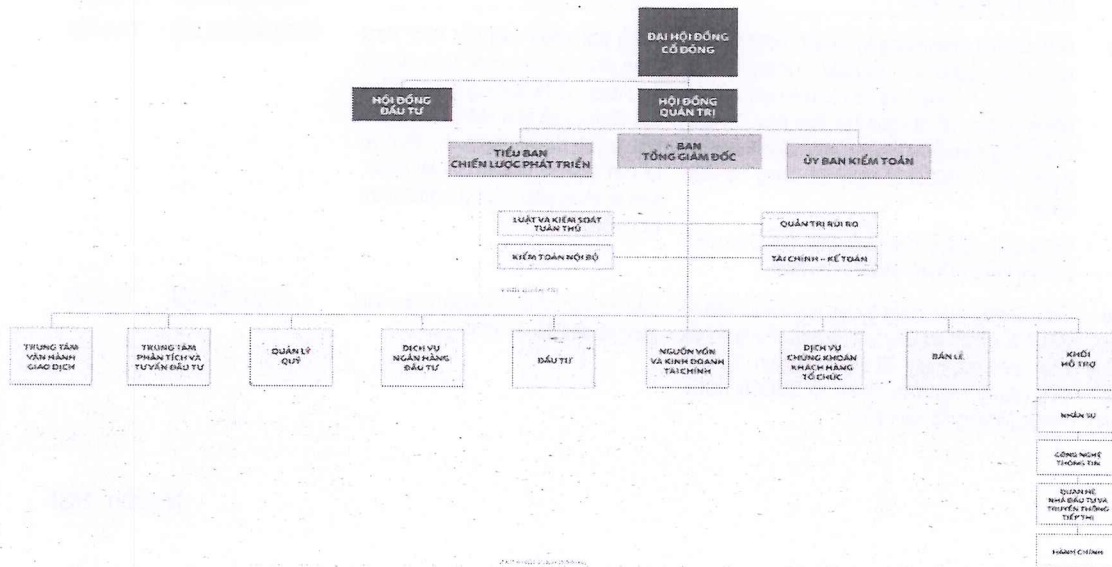 ĐẠI HỘI ĐỒNG
CỔ ĐÔNG
HỘI ĐỒNG
ĐẦU TƯ
HỘI ĐỒNG
QUẢN TRỊ
TIỂU BAN
CHIẾN LƯỢC PHÁT TRIỂN
BAN
TỔNG GIÁM ĐỐC
ỦY BAN KIỂM TOÁN
LUẬT VÀ KIỂM SOÁT
TUÂN THỦ
QUẢN TRỊ RỦI RO
KIỂM TOÁN NỘI BỘ
TÀI CHÍNH – KẾ TOÁN
TRUNG TÂM
VẬN HÀNH
GIAO DỊCH
TRUNG TÂM
PHÂN TÍCH VÀ
TƯ VẤN ĐẦU TƯ
QUẢN LÝ
QUỸ
DỊCH VỤ
NGÂN HÀNG
ĐẦU TƯ
ĐẦU TƯ
NGUỒN VỐN
VÀ KINH DOANH
TÀI CHÍNH
DỊCH VỤ
CHỨNG KHOÁN
KHÁCH HÀNG
TỔ CHỨC
BÁN LẺ
KHỐI
HỖ TRỢ
NHÂN SỰ
CÔNG NGHỆ
THÔNG TIN
QUAN HỆ
NHÀ ĐẦU TƯ VÀ
TRUYỀN THÔNG
TIẾP THỊ
HÀNH CHÍNH